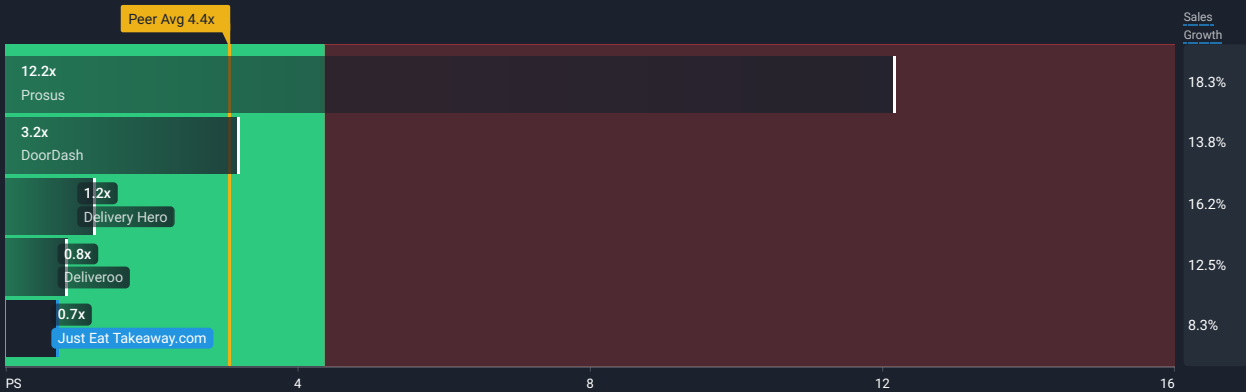 Peer Avg 4.4x
Sales
Growth
12.2x
Prosus
18.3%
3.2x
DoorDash
13.8%
1.2x
Delivery Hero
16.2%
0.8x
Deliveroo
12.5%
0.7x
Just Eat Takeaway.com
8.3%
PS
4
8
12
16